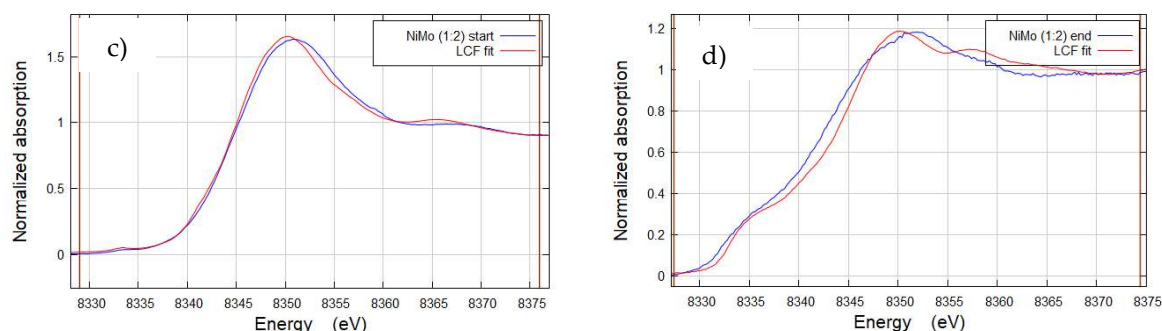 c)
NiMo (1:2) start
LCF fit
1.5
1
0.5
0
Normalized absorption
8330 8335 8340 8345 8350 8355 8360 8365 8370 8375
Energy (eV)
d)
NiMo (1:2) end
LCF fit
1.2
1
0.8
0.6
0.4
0.2
0
Normalized absorption
8330 8335 8340 8345 8350 8355 8360 8365 8370 8375
Energy (eV)